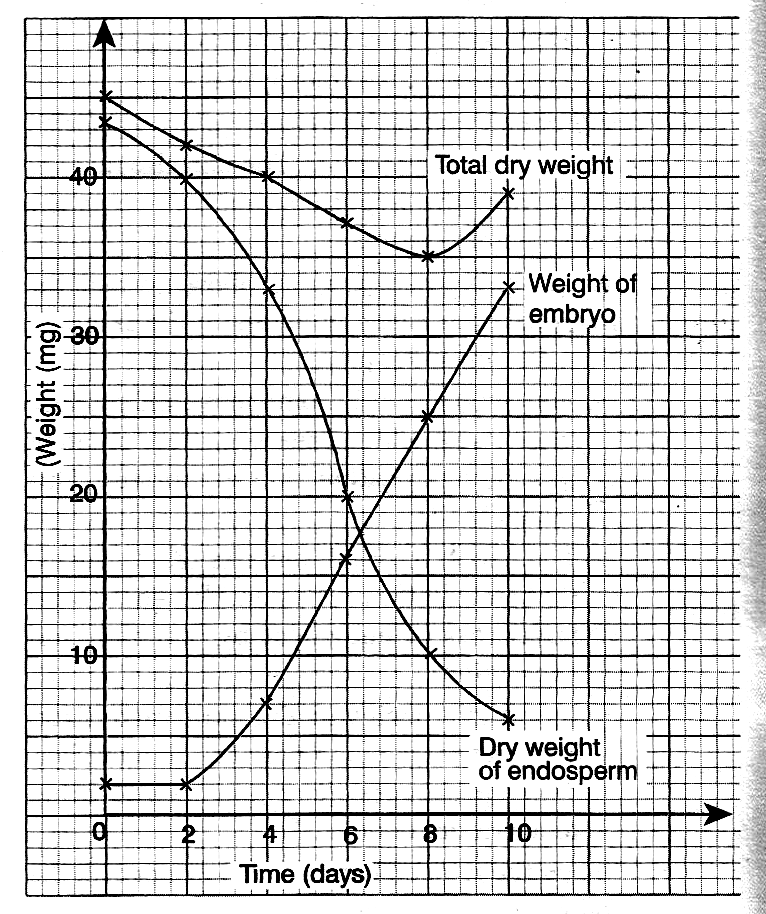 Total dry weight
40
Weight of
embryo
30
(Weight (mg)
20
10
Dry weight
of endosperm
0 2 4 6 8 10
Time (days)